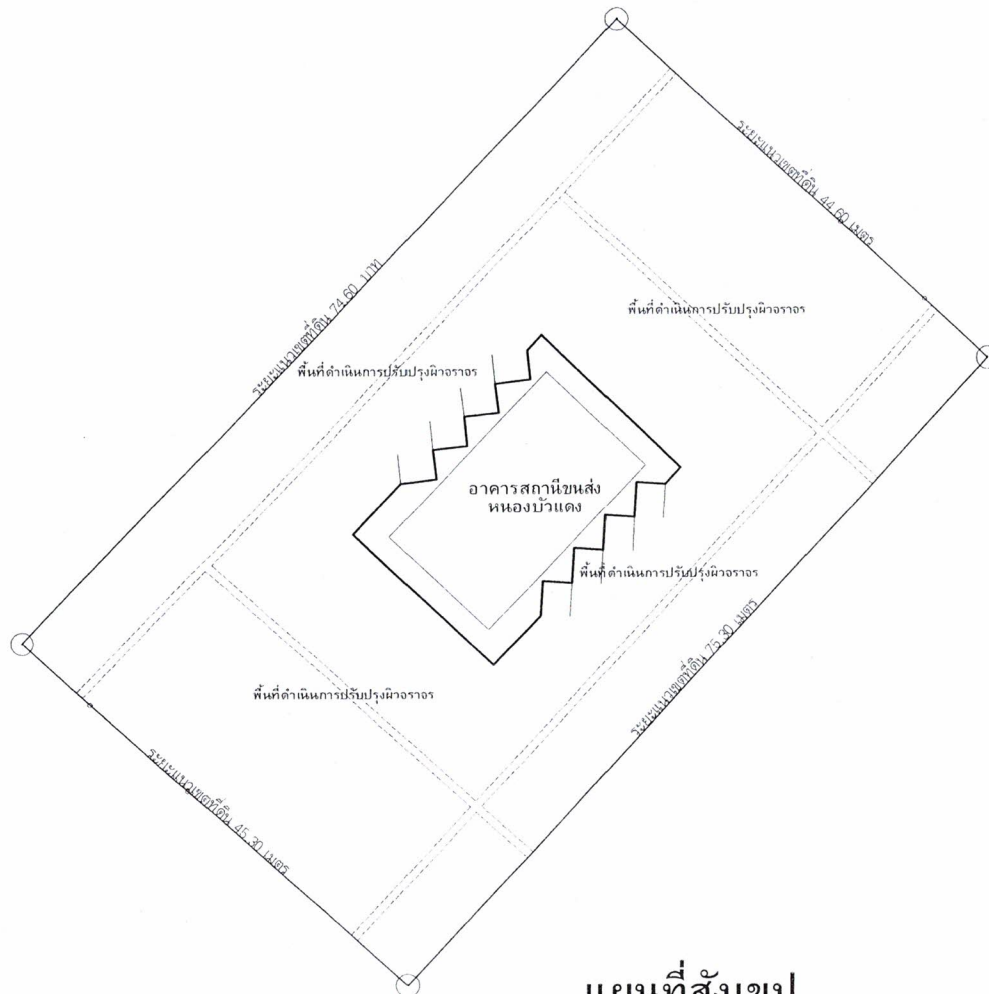 ระยะแนวเขตที่ดิน 44.60 เมตร
ระยะแนวเขตที่ดิน 74.60 บาท
พื้นที่ดำเนินการปรับปรุงผิวจราจร
พื้นที่ดำเนินการปรับปรุงผิวจราจร
อาคารสถานีขนส่ง
หนองบัวแดง
พื้นที่ดำเนินการปรับปรุงผิวจราจร
ระยะแนวเขตที่ดิน 75.30 เมตร
พื้นที่ดำเนินการปรับปรุงผิวจราจร
ระยะแนวเขตที่ดิน 45.30 เมตร
แผนที่สังเขป